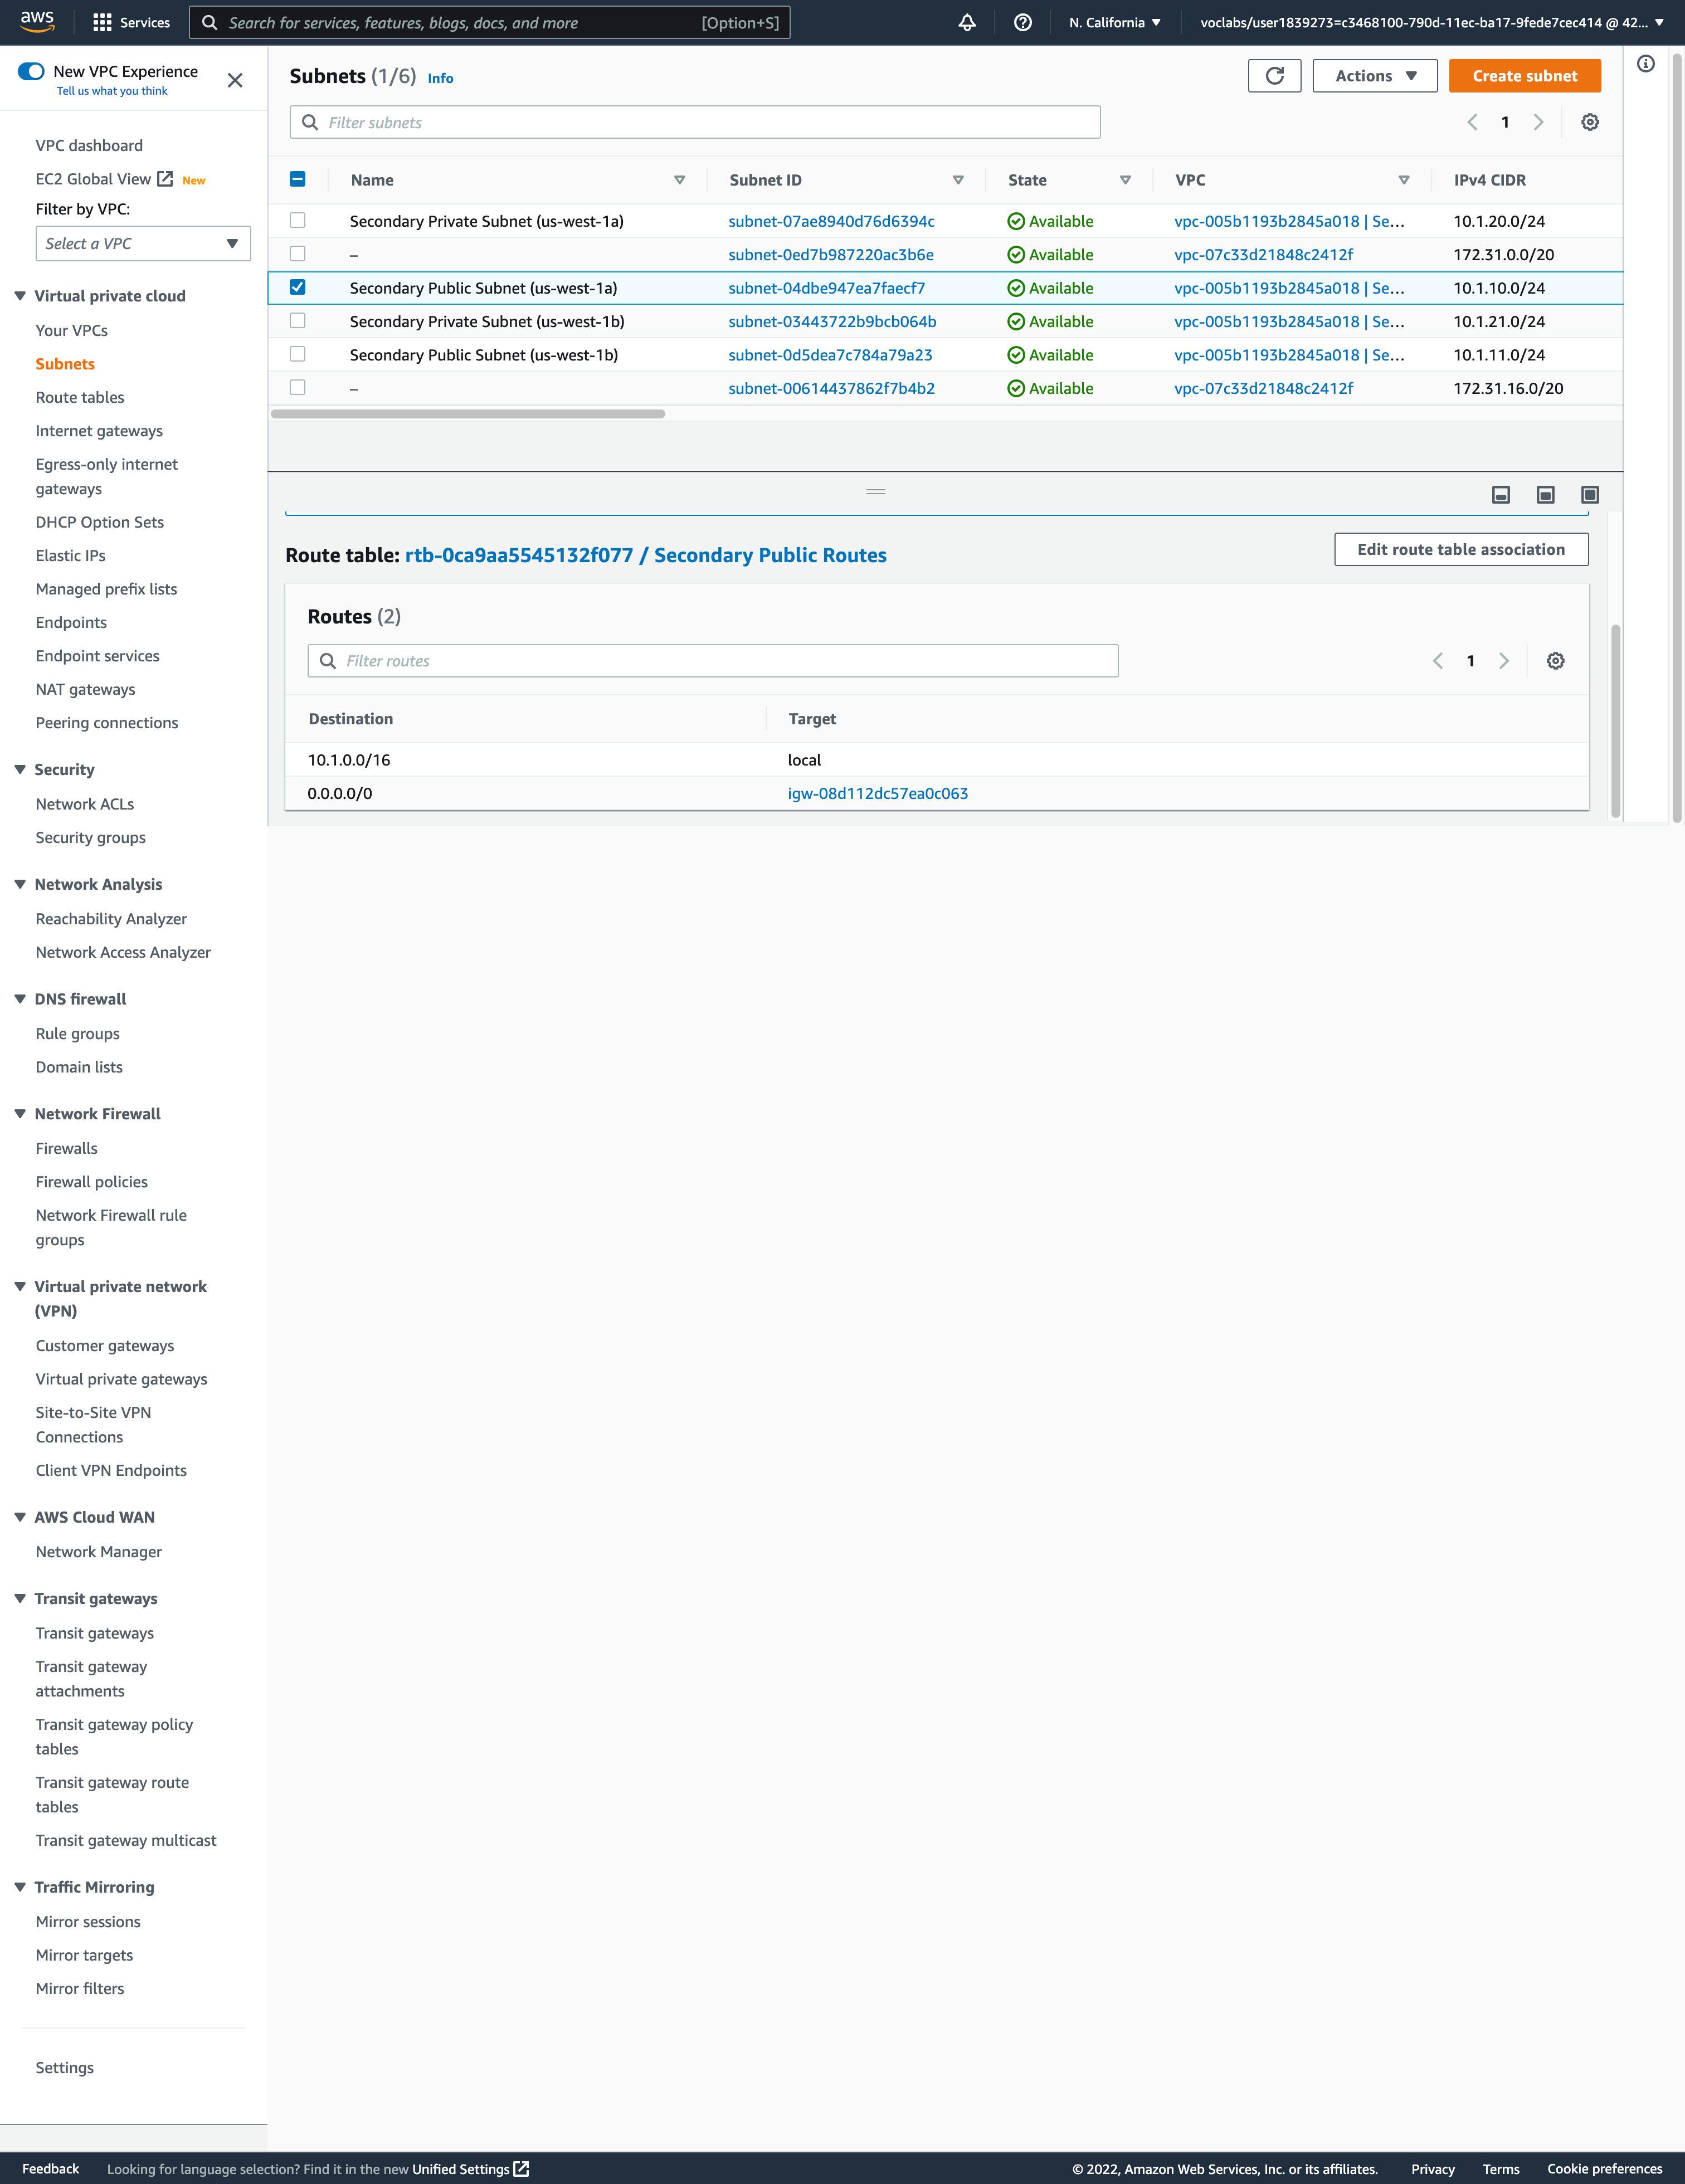 aws Services Search for services, features, blogs, docs, and more [Option+S] N. California voclabs/user1839273=c3468100-790d-11ec-ba17-9fede7cec414 @ 42...
New VPC Experience
Tell us what you think
VPC dashboard
EC2 Global View New
Filter by VPC:
Select a VPC
Virtual private cloud
Your VPCs
Subnets
Route tables
Internet gateways
Egress-only internet
gateways
DHCP Option Sets
Elastic IPs
Managed prefix lists
Endpoints
Endpoint services
NAT gateways
Peering connections
Security
Network ACLs
Security groups
Network Analysis
Reachability Analyzer
Network Access Analyzer
DNS firewall
Rule groups
Domain lists
Network Firewall
Firewalls
Firewall policies
Network Firewall rule
groups
Virtual private network
(VPN)
Customer gateways
Virtual private gateways
Site-to-Site VPN
Connections
Client VPN Endpoints
AWS Cloud WAN
Network Manager
Transit gateways
Transit gateways
Transit gateway
attachments
Transit gateway policy
tables
Transit gateway route
tables
Transit gateway multicast
Traffic Mirroring
Mirror sessions
Mirror targets
Mirror filters
Settings
Subnets (1/6) Info Actions Create subnet
Filter subnets 1
Name Subnet ID State VPC IPv4 CIDR
Secondary Private Subnet (us-west-1a) subnet-07ae8940d76d6394c Available vpc-005b1193b2845a018 | Se... 10.1.20.0/24
– subnet-0ed7b987220ac3b6e Available vpc-07c33d21848c2412f 172.31.0.0/20
Secondary Public Subnet (us-west-1a) subnet-04dbe947ea7faecf7 Available vpc-005b1193b2845a018 | Se... 10.1.10.0/24
Secondary Private Subnet (us-west-1b) subnet-03443722b9bcb064b Available vpc-005b1193b2845a018 | Se... 10.1.21.0/24
Secondary Public Subnet (us-west-1b) subnet-0d5dea7c784a79a23 Available vpc-005b1193b2845a018 | Se... 10.1.11.0/24
– subnet-00614437862f7b4b2 Available vpc-07c33d21848c2412f 172.31.16.0/20
Route table: rtb-0ca9aa5545132f077 / Secondary Public Routes Edit route table association
Routes (2)
Filter routes 1
Destination Target
10.1.0.0/16 local
0.0.0.0/0 igw-08d112dc57ea0c063
Feedback Looking for language selection? Find it in the new Unified Settings © 2022, Amazon Web Services, Inc. or its affiliates. Privacy Terms Cookie preferences